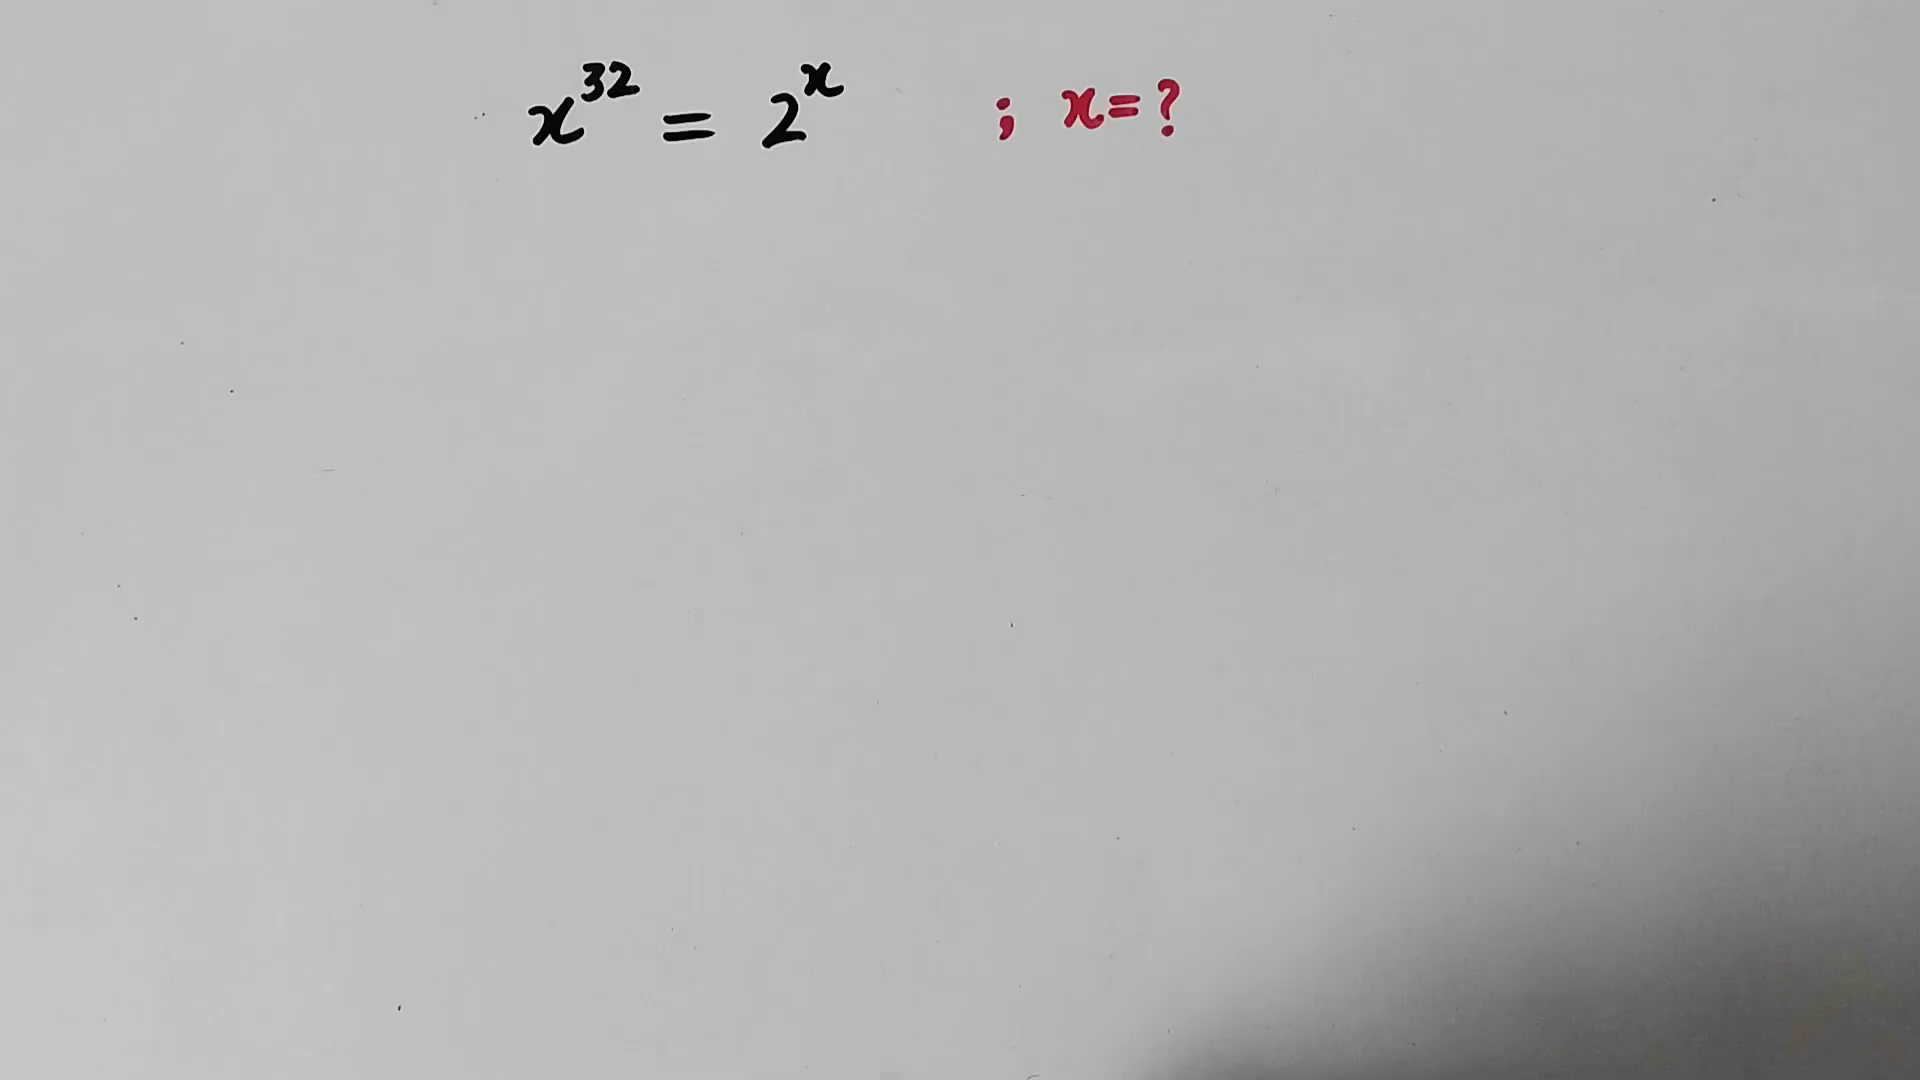 x^32 = 2^x ; x=?